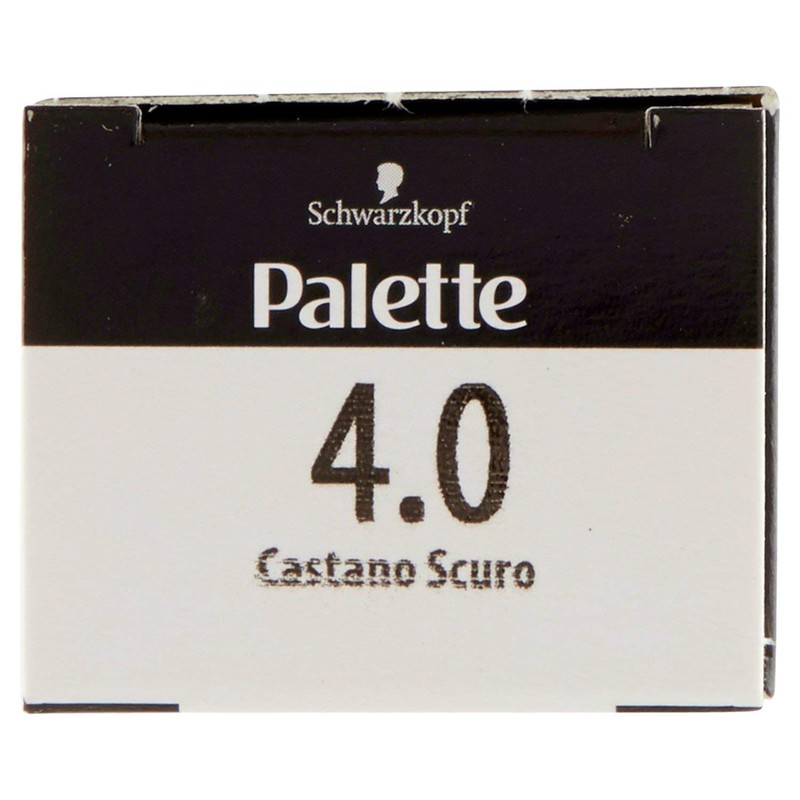 Schwarzkopf
Palette
4.0
Castano Scuro